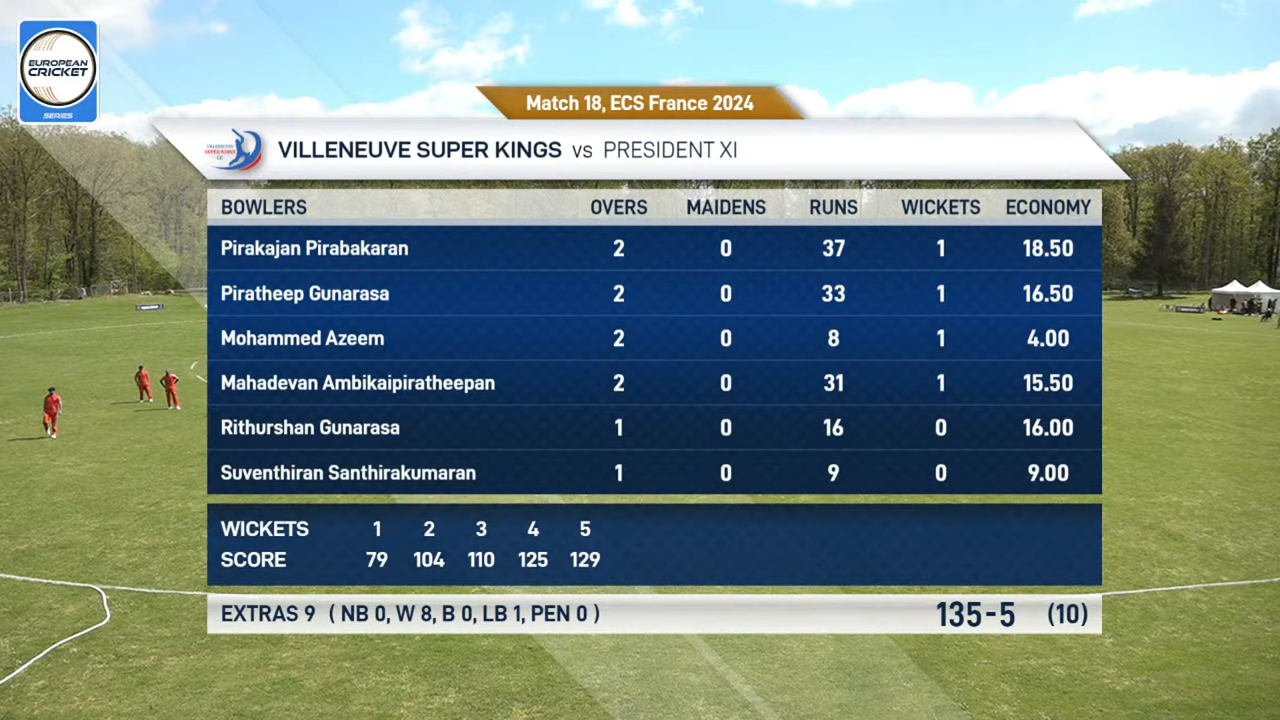 EUROPEAN
CRICKET
SERIES
Match 18, ECS France 2024
VILLENEUVE SUPER KINGS vs PRESIDENT XI
BOWLERS OVERS MAIDENS RUNS WICKETS ECONOMY
Pirakajan Pirabakaran 2 0 37 1 18.50
Piratheep Gunarasa 2 0 33 1 16.50
Mohammed Azeem 2 0 8 1 4.00
Mahadevan Ambikaipiratheepan 2 0 31 1 15.50
Rithurshan Gunarasa 1 0 16 0 16.00
Suventhiran Santhirakumaran 1 0 9 0 9.00
WICKETS 1 2 3 4 5
SCORE 79 104 110 125 129
EXTRAS 9 ( NB 0, W 8, B 0, LB 1, PEN 0 ) 135-5 (10)